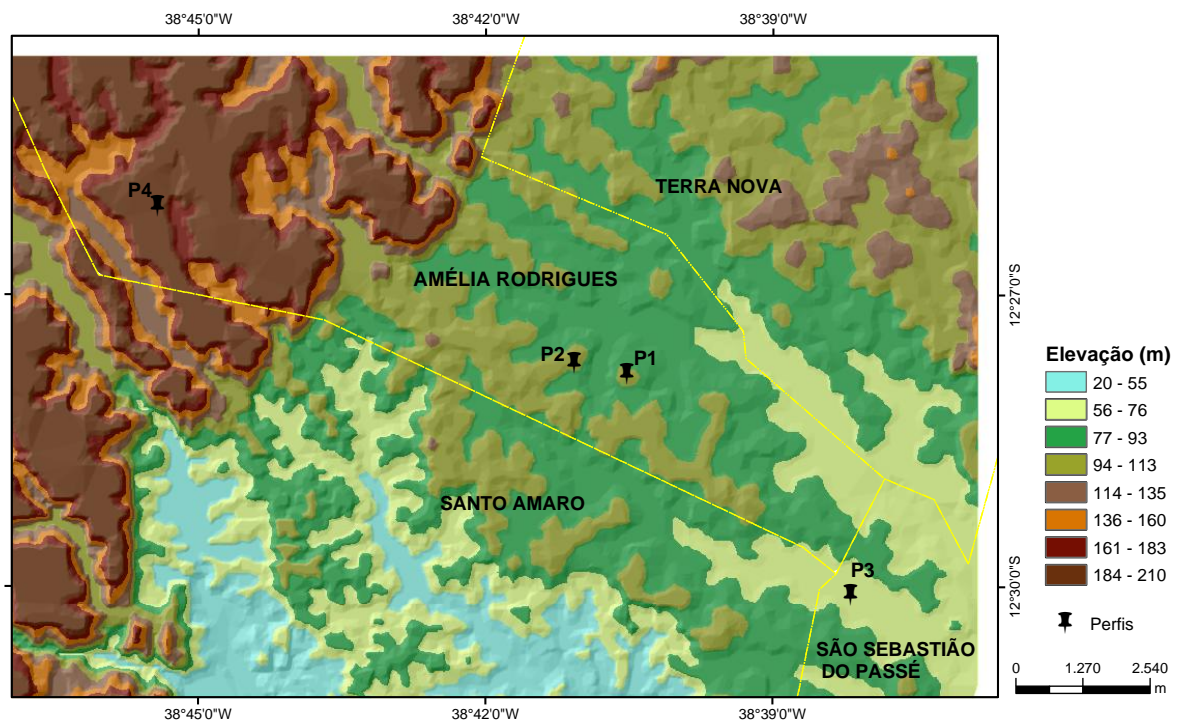 38°45'0"W 38°42'0"W 38°39'0"W
P4
TERRA NOVA
AMÉLIA RODRIGUES
12°27'0"S
P2 P1
Elevação (m)
20 - 55
56 - 76
77 - 93
94 - 113
114 - 135
136 - 160
161 - 183
184 - 210
SANTO AMARO
P3
12°30'0"S
Perfis
SÃO SEBASTIÃO
DO PASSÉ
0 1.270 2.540
m
38°45'0"W 38°42'0"W 38°39'0"W